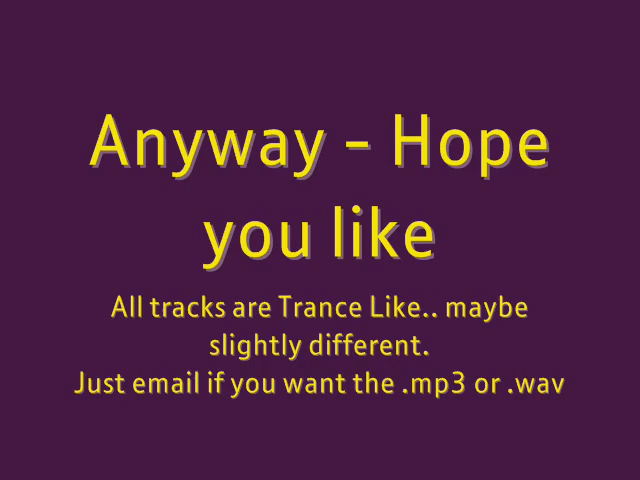 Anyway - Hope
you like
All tracks are Trance Like.. maybe
slightly different.
Just email if you want the .mp3 or .wav